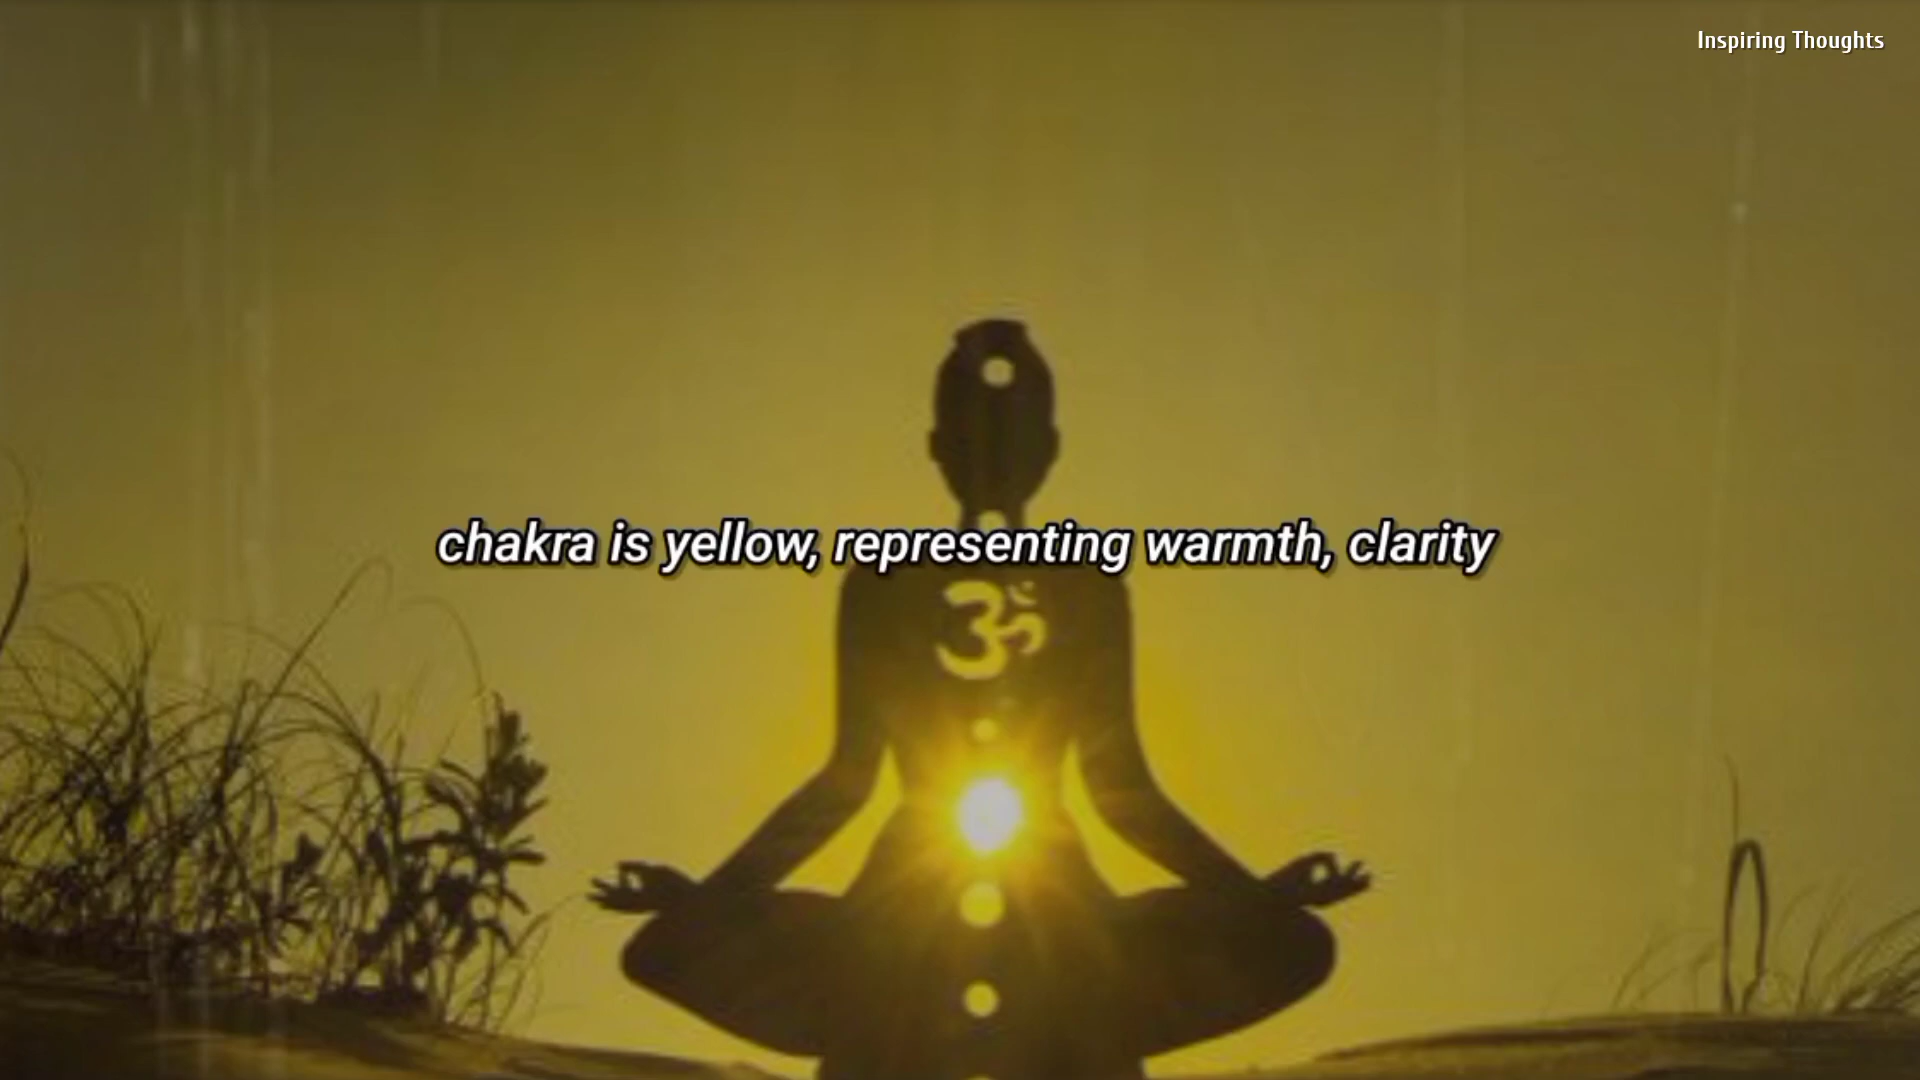 Inspiring Thoughts
chakra is yellow, representing warmth, clarity
ॐ